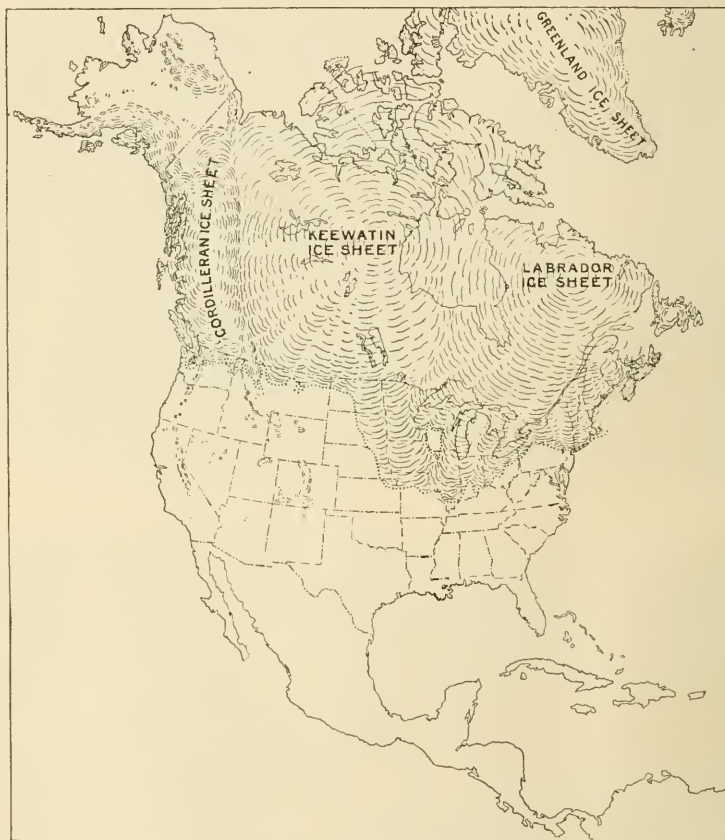 GREENLAND ICE SHEET
CORDILLERAN ICE SHEET
KEEWATIN
ICE SHEET
LABRADOR
ICE SHEET